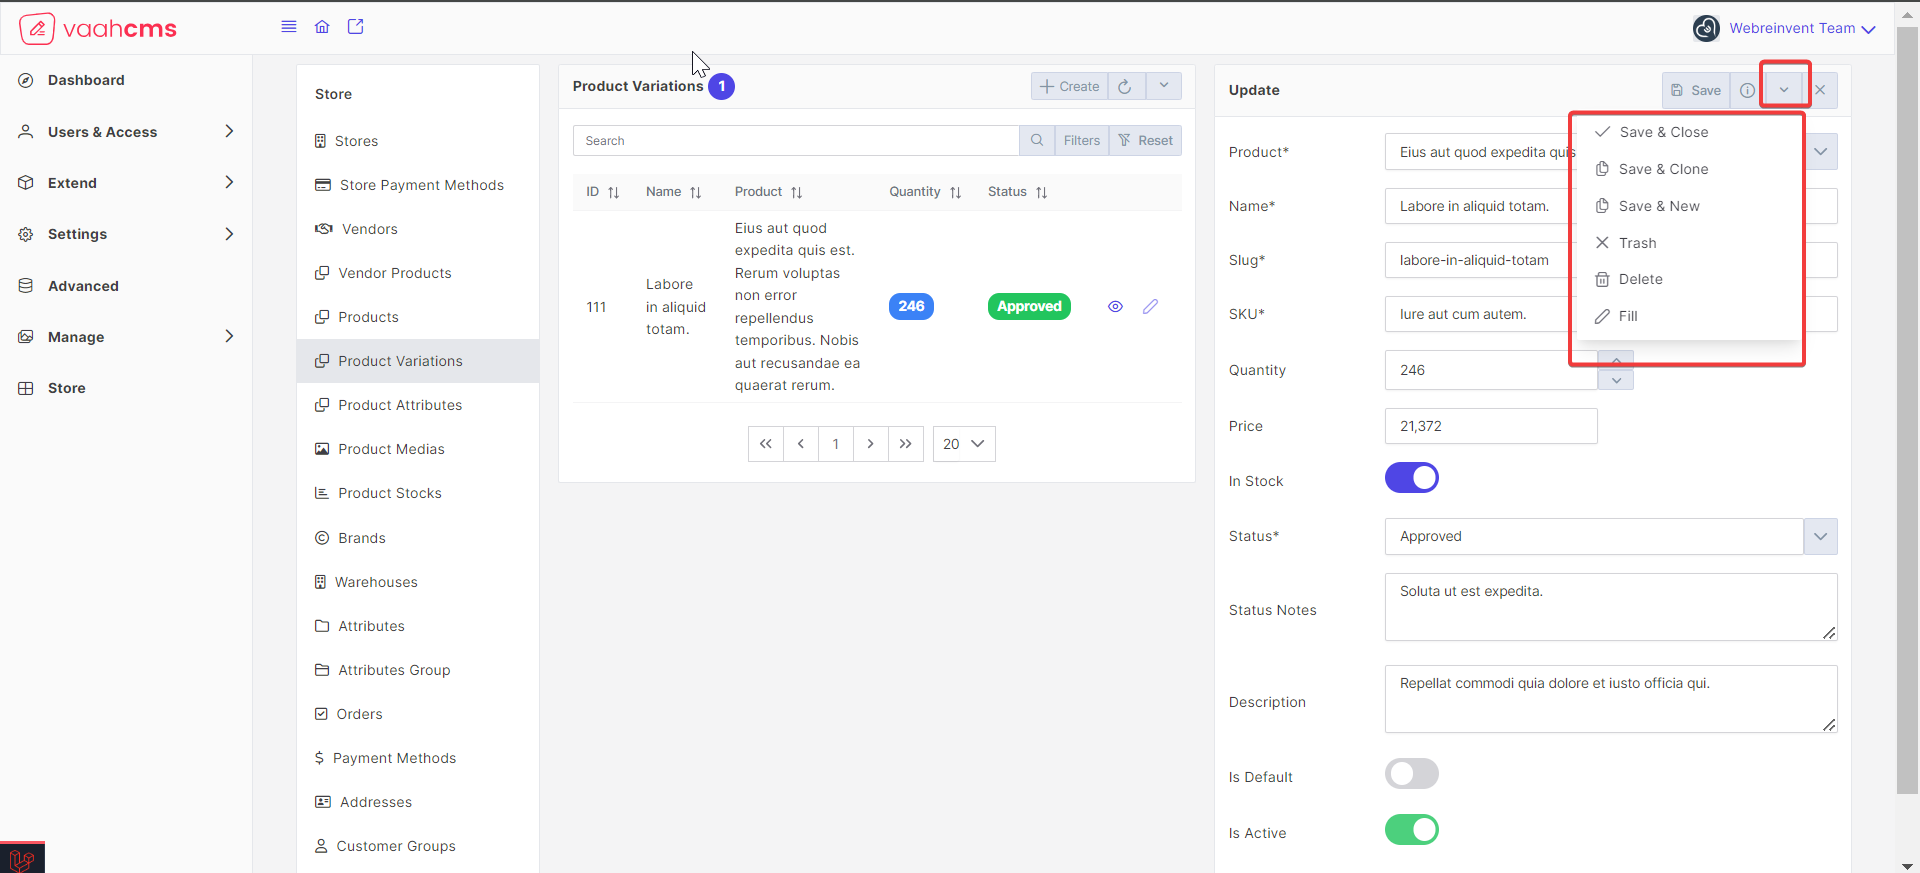 vaahcms
Webreinvent Team
Dashboard
Users & Access
Extend
Settings
Advanced
Manage
Store
Store
Stores
Store Payment Methods
Vendors
Vendor Products
Products
Product Variations
Product Attributes
Product Medias
Product Stocks
Brands
Warehouses
Attributes
Attributes Group
Orders
Payment Methods
Addresses
Customer Groups
Product Variations 1
Create
Search
Filters
Reset
ID Name Product Quantity Status
111
Labore
in aliquid
totam.
Eius aut quod
expedita quis est.
Rerum voluptas
non error
repellendus
temporibus. Nobis
aut recusandae ea
quaerat rerum.
246
Approved
1
20
Update
Save
Save & Close
Save & Clone
Save & New
Trash
Delete
Fill
Product* Eius aut quod expedita quis
Name* Labore in aliquid totam.
Slug* labore-in-aliquid-totam
SKU* Iure aut cum autem.
Quantity 246
Price 21,372
In Stock
Status* Approved
Status Notes Soluta ut est expedita.
Description Repellat commodi quia dolore et iusto officia qui.
Is Default
Is Active